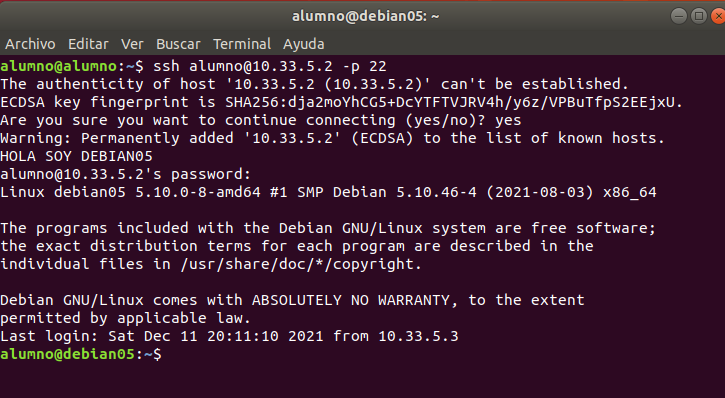 alumno@debian05: ~
Archivo Editar Ver Buscar Terminal Ayuda
alumno@alumno:~$ ssh alumno@10.33.5.2 -p 22
The authenticity of host '10.33.5.2 (10.33.5.2)' can't be established.
ECDSA key fingerprint is SHA256:dja2moYhCG5+DcYTFTVJRV4h/y6z/VPBuTfpS2EEjxU.
Are you sure you want to continue connecting (yes/no)? yes
Warning: Permanently added '10.33.5.2' (ECDSA) to the list of known hosts.
HOLA SOY DEBIAN05
alumno@10.33.5.2's password:
Linux debian05 5.10.0-8-amd64 #1 SMP Debian 5.10.46-4 (2021-08-03) x86_64
The programs included with the Debian GNU/Linux system are free software;
the exact distribution terms for each program are described in the
individual files in /usr/share/doc/*/copyright.
Debian GNU/Linux comes with ABSOLUTELY NO WARRANTY, to the extent
permitted by applicable law.
Last login: Sat Dec 11 20:11:10 2021 from 10.33.5.3
alumno@debian05:~$